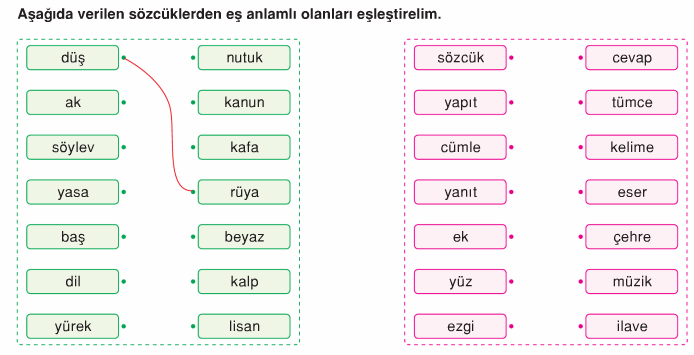 Aşağıda verilen sözcüklerden eş anlamlı olanları eşleştirelim.
düş nutuk sözcük cevap
ak kanun yapıt tümce
söylev kafa cümle kelime
yasa rüya yanıt eser
baş beyaz ek çehre
dil kalp yüz müzik
yürek lisan ezgi ilave